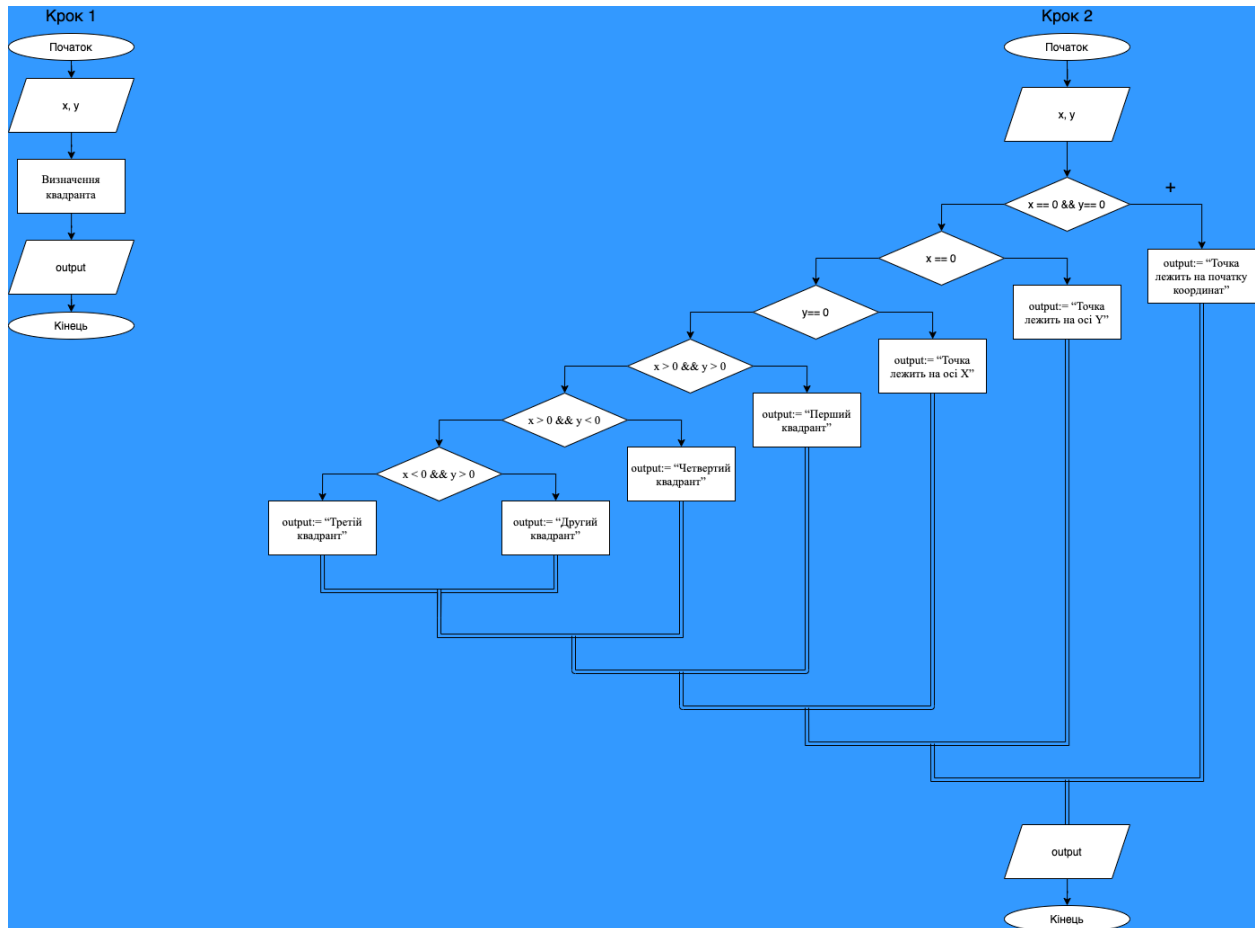 Крок 1
Початок
x, y
Визначення
квадранта
output
Кінець
Крок 2
Початок
x, y
+
x == 0 && y== 0
output:= “Точка
лежить на початку
координат”
x == 0
output:= “Точка
лежить на осі Y”
y== 0
output:= “Точка
лежить на осі X”
x > 0 && y > 0
output:= “Перший
квадрант”
x > 0 && y < 0
output:= “Четвертий
квадрант”
x < 0 && y > 0
output:= “Третій
квадрант”
output:= “Другий
квадрант”
output
Кінець